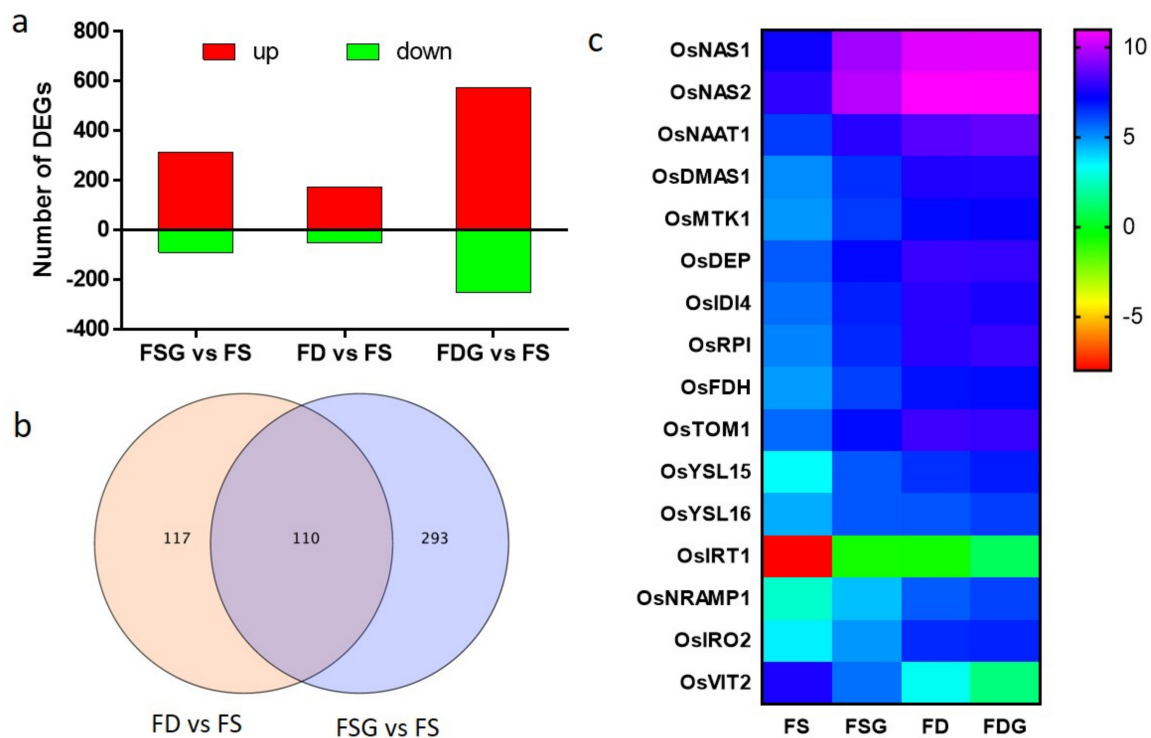 a
Number of DEGs
800
600
400
200
0
-200
-400
up
down
FSG vs FS
FD vs FS
FDG vs FS
b
117
110
293
FD vs FS
FSG vs FS
c
OsNAS1
OsNAS2
OsNAAT1
OsDMAS1
OsMTK1
OsDEP
OsIDI4
OsRPI
OsFDH
OsTOM1
OsYSL15
OsYSL16
OsIRT1
OsNRAMP1
OsIRO2
OsVIT2
FS
FSG
FD
FDG
10
5
0
-5